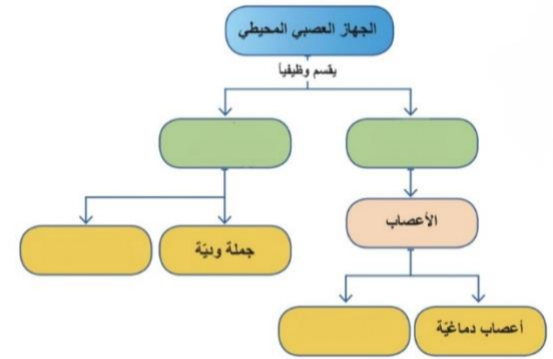 الجهاز العصبي المحيطي
يقسم وظيفياً
الأعصاب
جملة وديّة
أعصاب دماغيّة